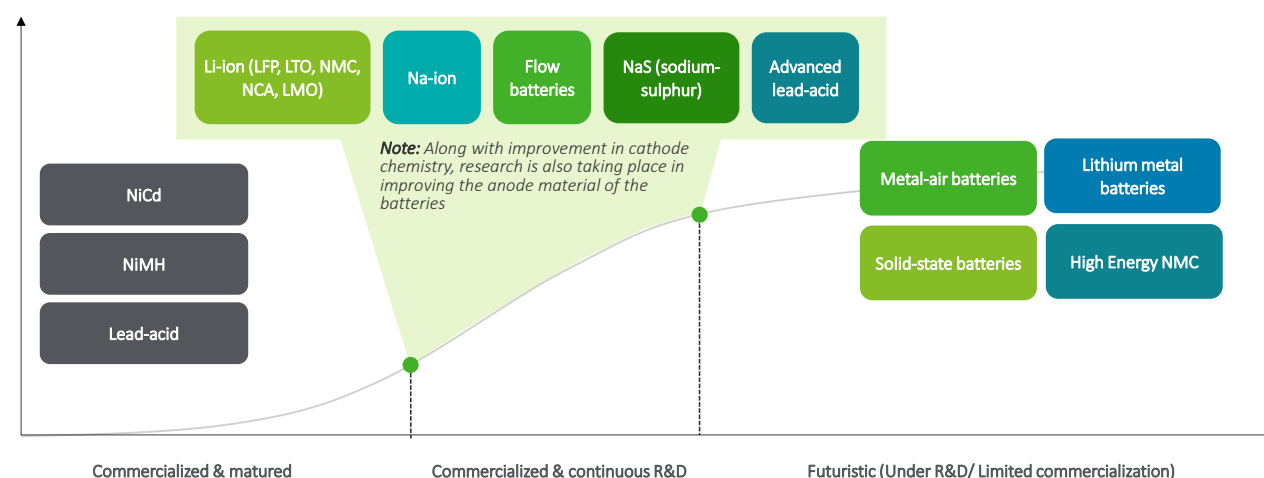 Li-ion (LFP, LTO, NMC,
NCA, LMO)
Na-ion
Flow
batteries
NaS (sodium-
sulphur)
Advanced
lead-acid
Note: Along with improvement in cathode
chemistry, research is also taking place in
improving the anode material of the
batteries
NiCd
NiMH
Lead-acid
Metal-air batteries
Lithium metal
batteries
Solid-state batteries
High Energy NMC
Commercialized & matured
Commercialized & continuous R&D
Futuristic (Under R&D/ Limited commercialization)